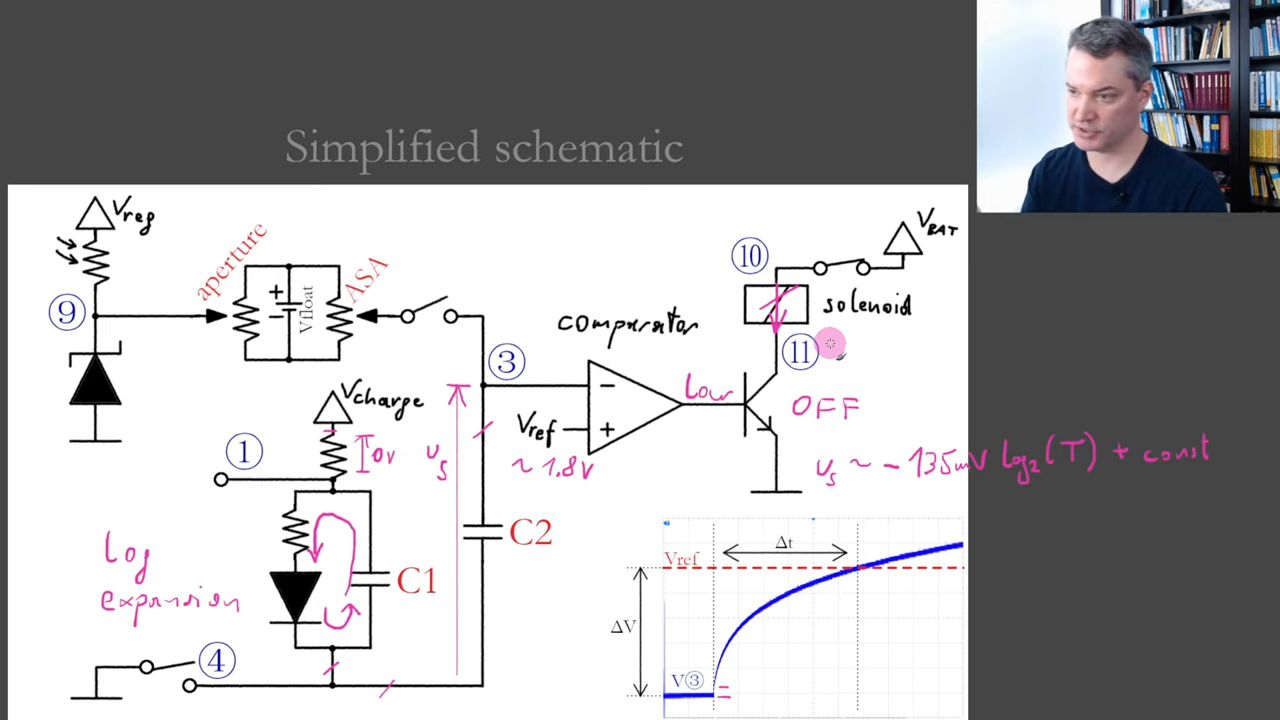 Simplified schematic
Vreg
aperture
ASA
+
−
Vfloat
⑨
③
comparator
−
+
Vref
~1.8V
Low
⑩
VBAT
solenoid
⑪
OFF
Vcharge
0V
①
us
us ~ -135mV log2(T) + const
C2
C1
Log
expansion
④
Vref
Δt
ΔV
V③